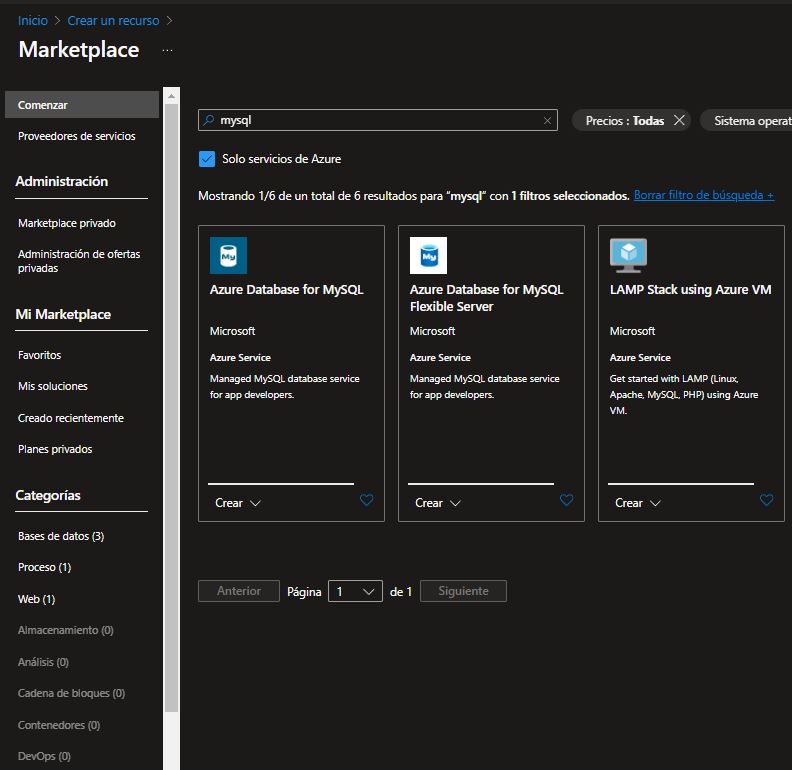 Inicio > Crear un recurso >
Marketplace ...
Comenzar
Proveedores de servicios
Administración
Marketplace privado
Administración de ofertas
privadas
Mi Marketplace
Favoritos
Mis soluciones
Creado recientemente
Planes privados
Categorías
Bases de datos (3)
Proceso (1)
Web (1)
Almacenamiento (0)
Análisis (0)
Cadena de bloques (0)
Contenedores (0)
DevOps (0)
mysql
Precios : Todas
Sistema operat
Solo servicios de Azure
Mostrando 1/6 de un total de 6 resultados para "mysql" con 1 filtros seleccionados. Borrar filtro de búsqueda +
My
Azure Database for MySQL
Microsoft
Azure Service
Managed MySQL database service
for app developers.
Crear
My
Azure Database for MySQL
Flexible Server
Microsoft
Azure Service
Managed MySQL database service
for app developers.
Crear
LAMP Stack using Azure VM
Microsoft
Azure Service
Get started with LAMP (Linux,
Apache, MySQL, PHP) using Azure
VM.
Crear
Anterior Página 1 de 1 Siguiente